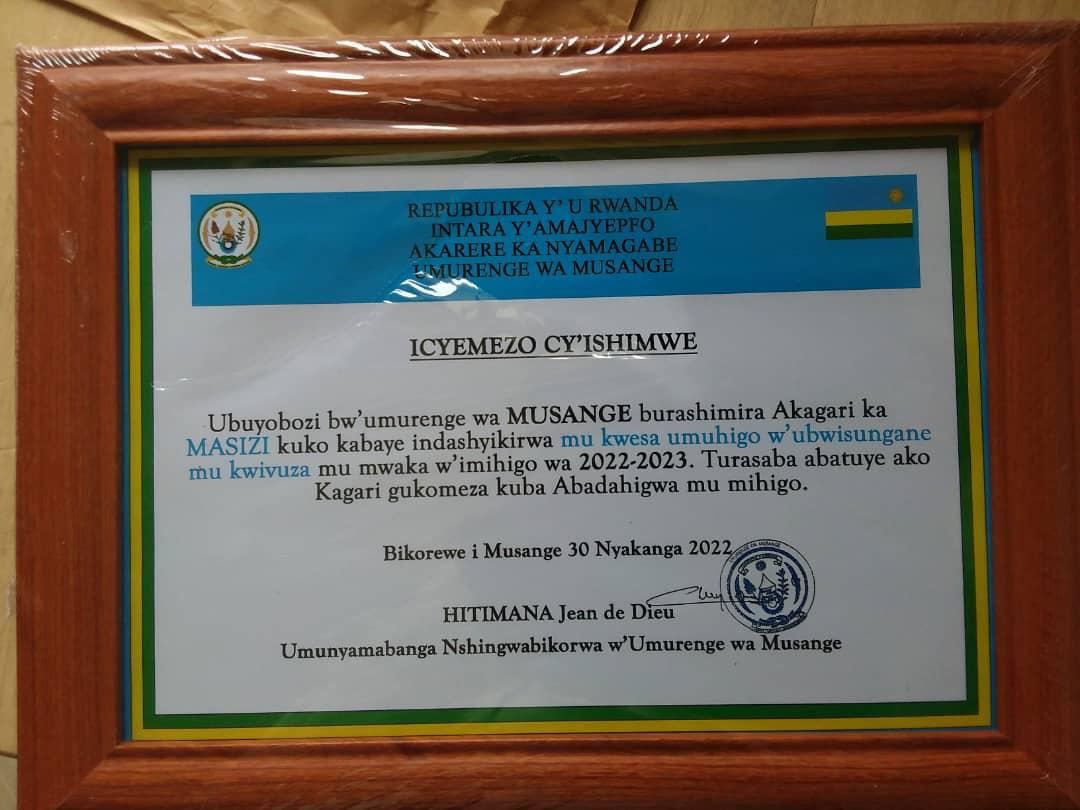 REPUBULIKA Y' U RWANDA
INTARA Y'AMAJYEPFO
AKARERE KA NYAMAGABE
UMURENGE WA MUSANGE
ICYEMEZO CY'ISHIMWE
Ubuyobozi bw'umurenge wa MUSANGE burashimira Akagari ka
MASIZI kuko kabaye indashyikirwa mu kwesa umuhigo w'ubwisungane
mu kwivuza mu mwaka w'imihigo wa 2022-2023. Turasaba abatuye ako
Kagari gukomeza kuba Abadahigwa mu mihigo.
Bikorewe i Musange 30 Nyakanga 2022
HITIMANA Jean de Dieu
Umunyamabanga Nshingwabikorwa w'Umurenge wa Musange